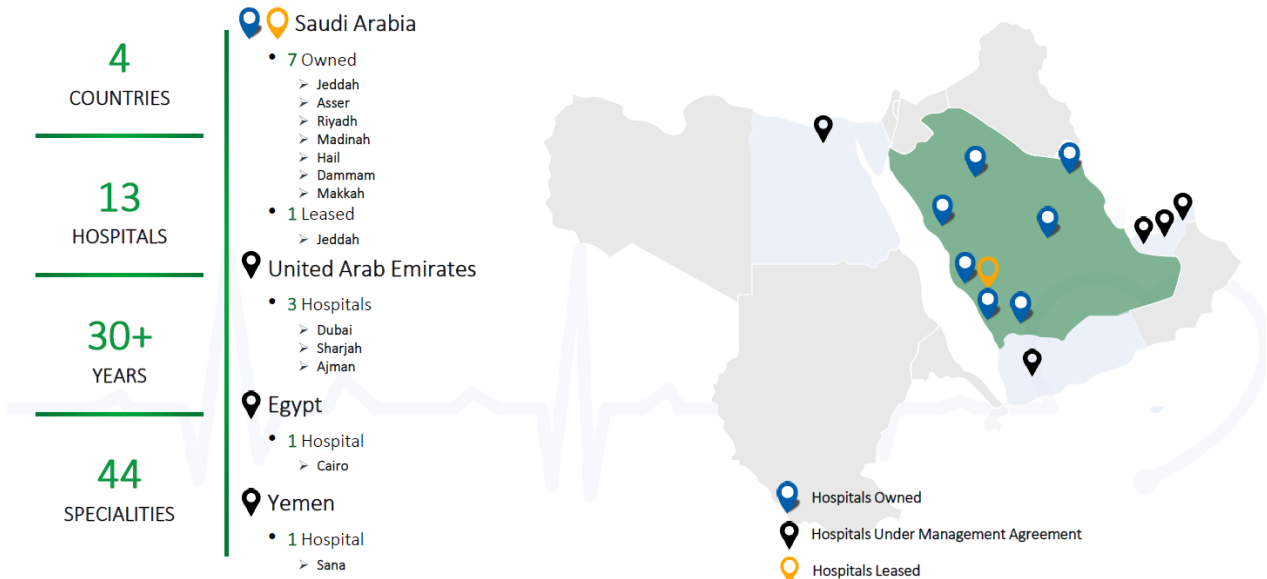 4
COUNTRIES
13
HOSPITALS
30+
YEARS
44
SPECIALITIES
Saudi Arabia
• 7 Owned
➢ Jeddah
➢ Asser
➢ Riyadh
➢ Madinah
➢ Hail
➢ Dammam
➢ Makkah
• 1 Leased
➢ Jeddah
United Arab Emirates
• 3 Hospitals
➢ Dubai
➢ Sharjah
➢ Ajman
Egypt
• 1 Hospital
➢ Cairo
Yemen
• 1 Hospital
➢ Sana
Hospitals Owned
Hospitals Under Management Agreement
Hospitals Leased